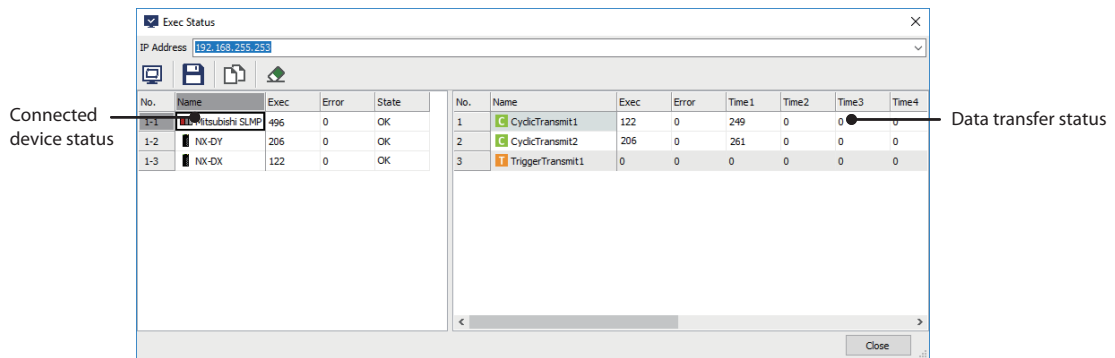 Exec Status
IP Address 192.168.255.253
No. Name Exec Error State
1-1 Mitsubishi SLMP 496 0 OK
1-2 NX-DY 206 0 OK
1-3 NX-DX 122 0 OK
No. Name Exec Error Time1 Time2 Time3 Time4
1 C CyclicTransmit1 122 0 249 0 0 0
2 C CyclicTransmit2 206 0 261 0 0 0
3 T TriggerTransmit1 0 0 0 0 0 0
Connected
device status
Data transfer status
Close